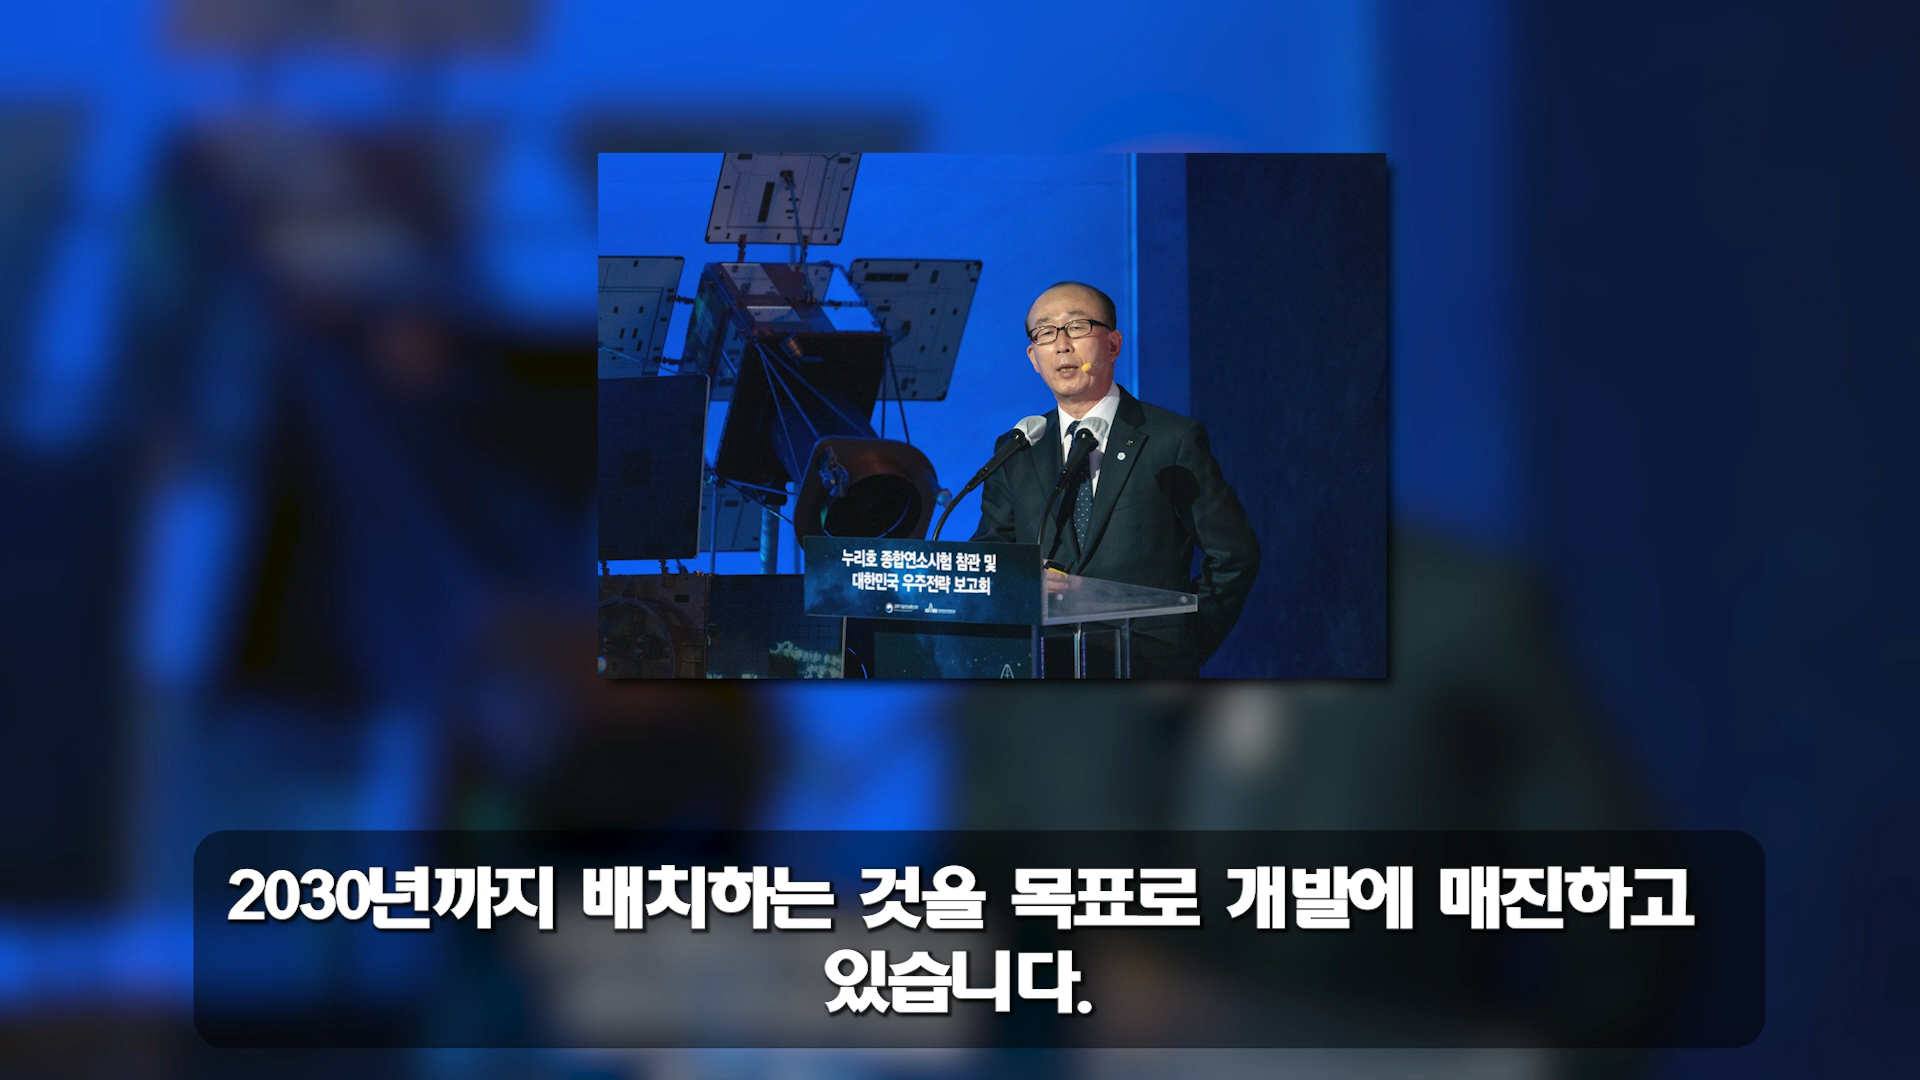 누리호 종합연소시험 참관 및
대한민국 우주전략 보고회
2030년까지 배치하는 것을 목표로 개발에 매진하고
있습니다.